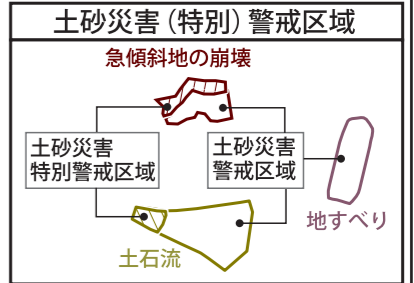 土砂災害（特別）警戒区域
急傾斜地の崩壊
土砂災害
特別警戒区域
土砂災害
警戒区域
地すべり
土石流